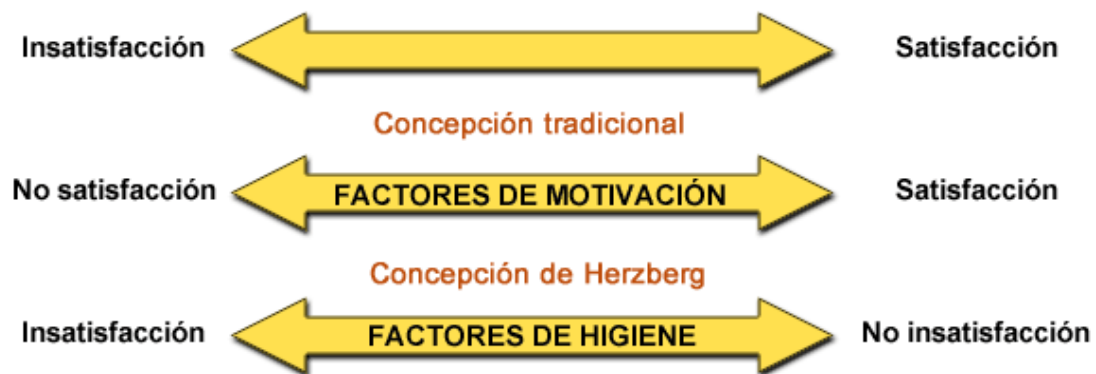 Insatisfacción Satisfacción
Concepción tradicional
No satisfacción FACTORES DE MOTIVACIÓN Satisfacción
Concepción de Herzberg
Insatisfacción FACTORES DE HIGIENE No insatisfacción